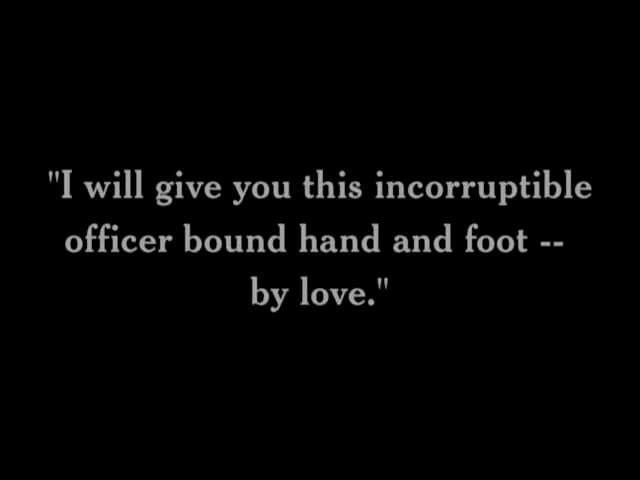 "I will give you this incorruptible
officer bound hand and foot --
by love."